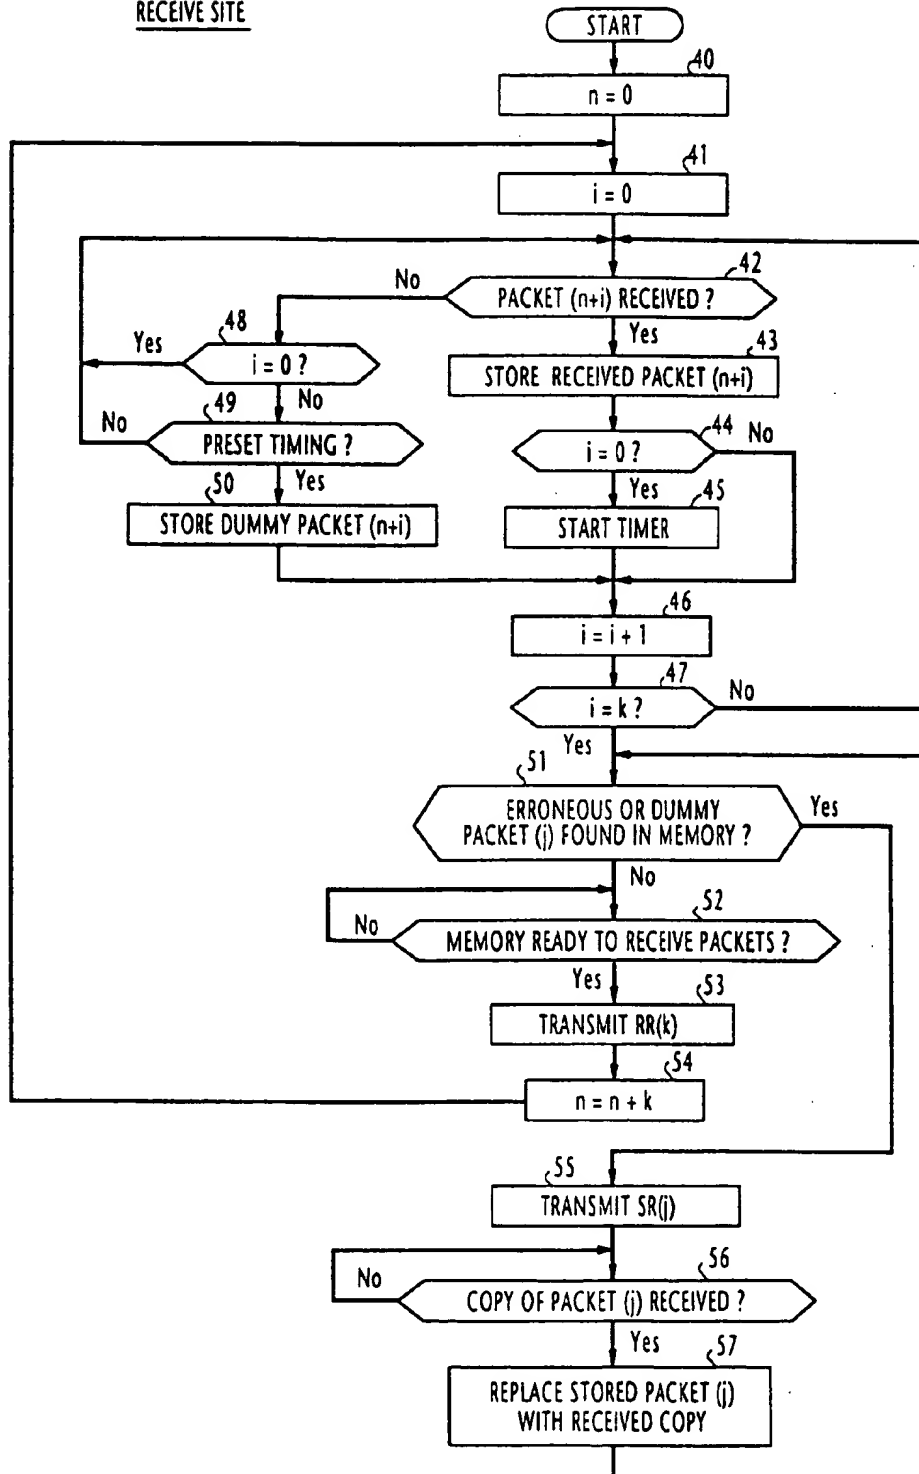 RECEIVE SITE
START
40
n = 0
41
i = 0
42
No
PACKET (n+i) RECEIVED ?
Yes
48
43
Yes
i = 0 ?
STORE RECEIVED PACKET (n+i)
No
49
44
No
No
PRESET TIMING ?
i = 0 ?
Yes
Yes
50
45
STORE DUMMY PACKET (n+i)
START TIMER
46
i = i + 1
47
No
i = k ?
Yes
51
ERRONEOUS OR DUMMY
PACKET (j) FOUND IN MEMORY ?
Yes
No
52
No
MEMORY READY TO RECEIVE PACKETS ?
Yes
53
TRANSMIT RR(k)
54
n = n + k
55
TRANSMIT SR(j)
56
No
COPY OF PACKET (j) RECEIVED ?
Yes
57
REPLACE STORED PACKET (j)
WITH RECEIVED COPY